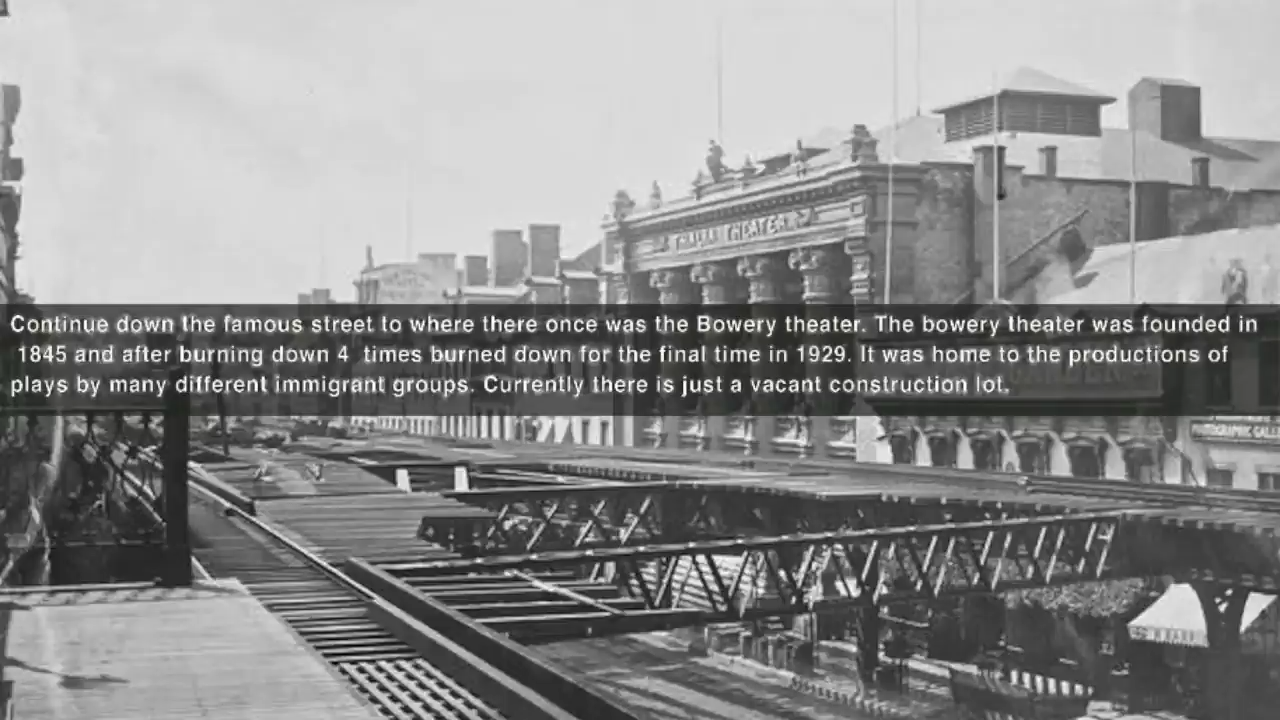 THALIA THEATER
Continue down the famous street to where there once was the Bowery theater. The bowery theater was founded in
1845 and after burning down 4 times burned down for the final time in 1929. It was home to the productions of
plays by many different immigrant groups. Currently there is just a vacant construction lot.
PHOTOGRAPHIC GALLE